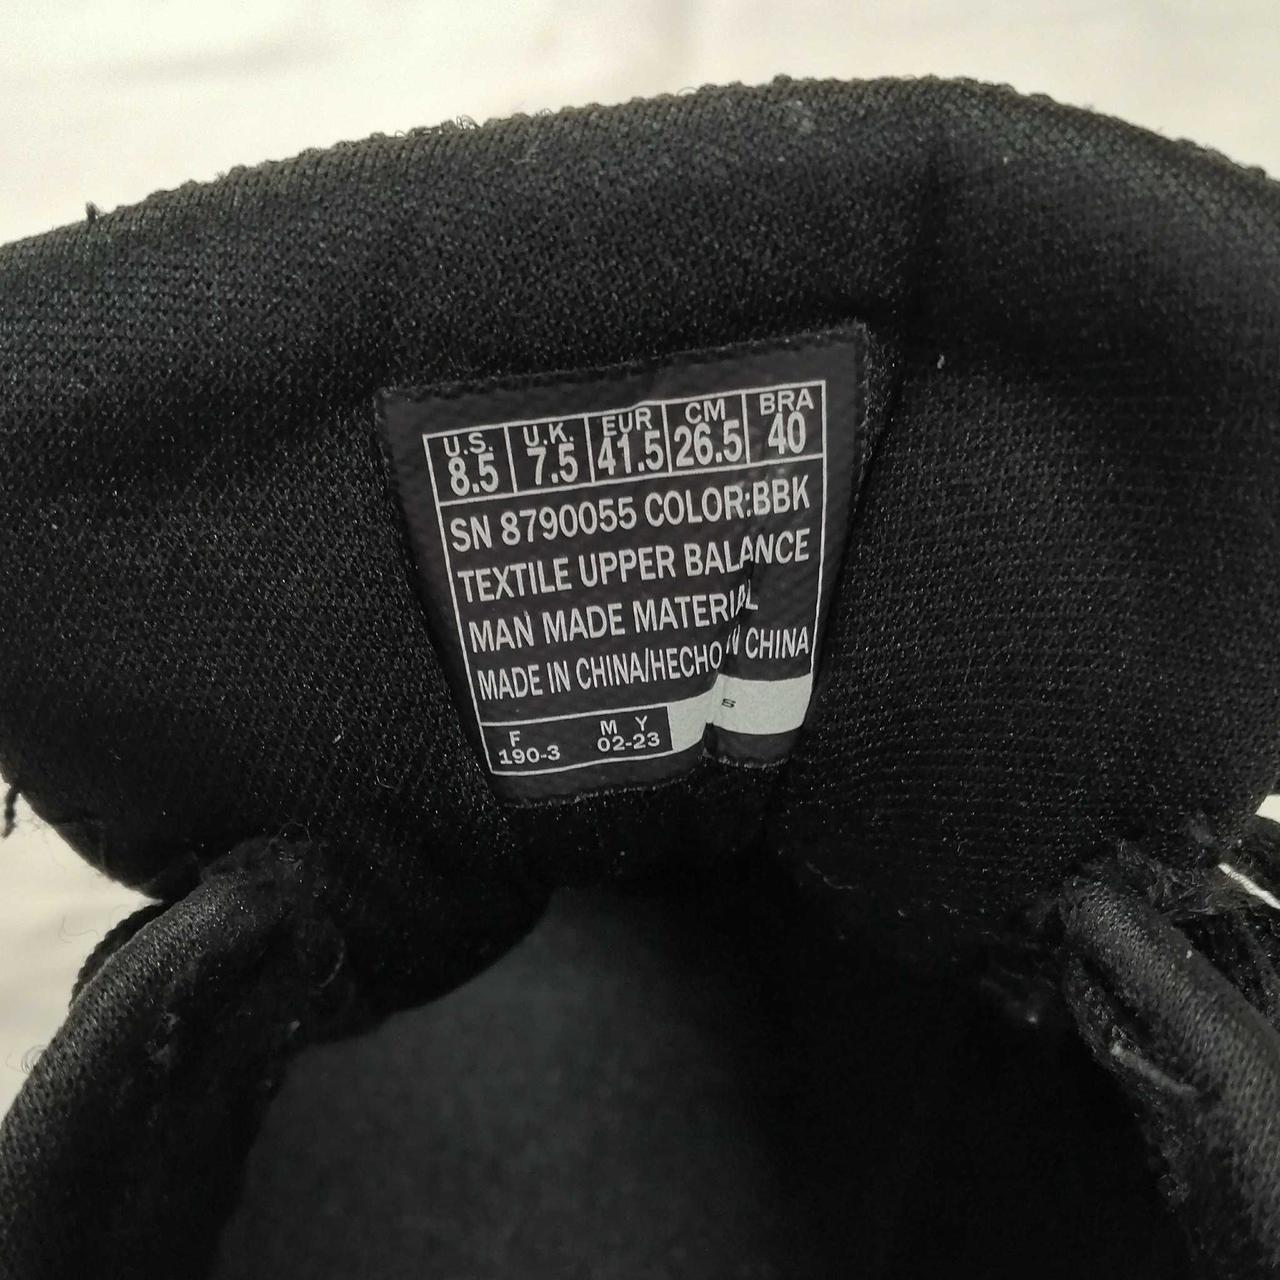 U.S. U.K. EUR CM BRA
8.5 7.5 41.5 26.5 40
SN 8790055 COLOR:BBK
TEXTILE UPPER BALANCE
MAN MADE MATERIAL
MADE IN CHINA/HECHO IN CHINA
F M Y
190-3 02-23
S